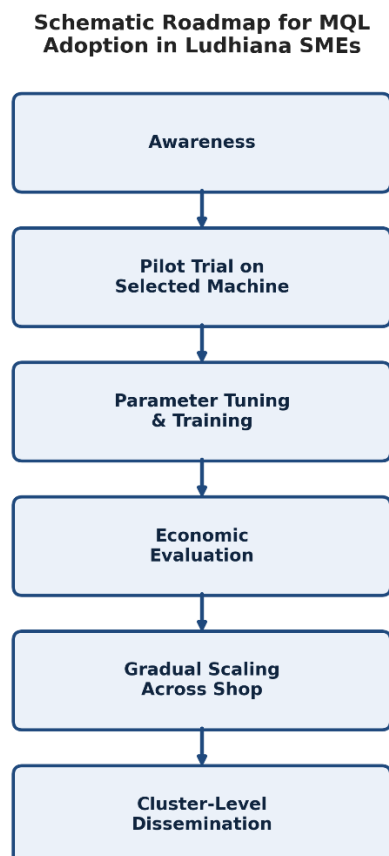 Schematic Roadmap for MQL
Adoption in Ludhiana SMEs
Awareness
Pilot Trial on
Selected Machine
Parameter Tuning
& Training
Economic
Evaluation
Gradual Scaling
Across Shop
Cluster-Level
Dissemination